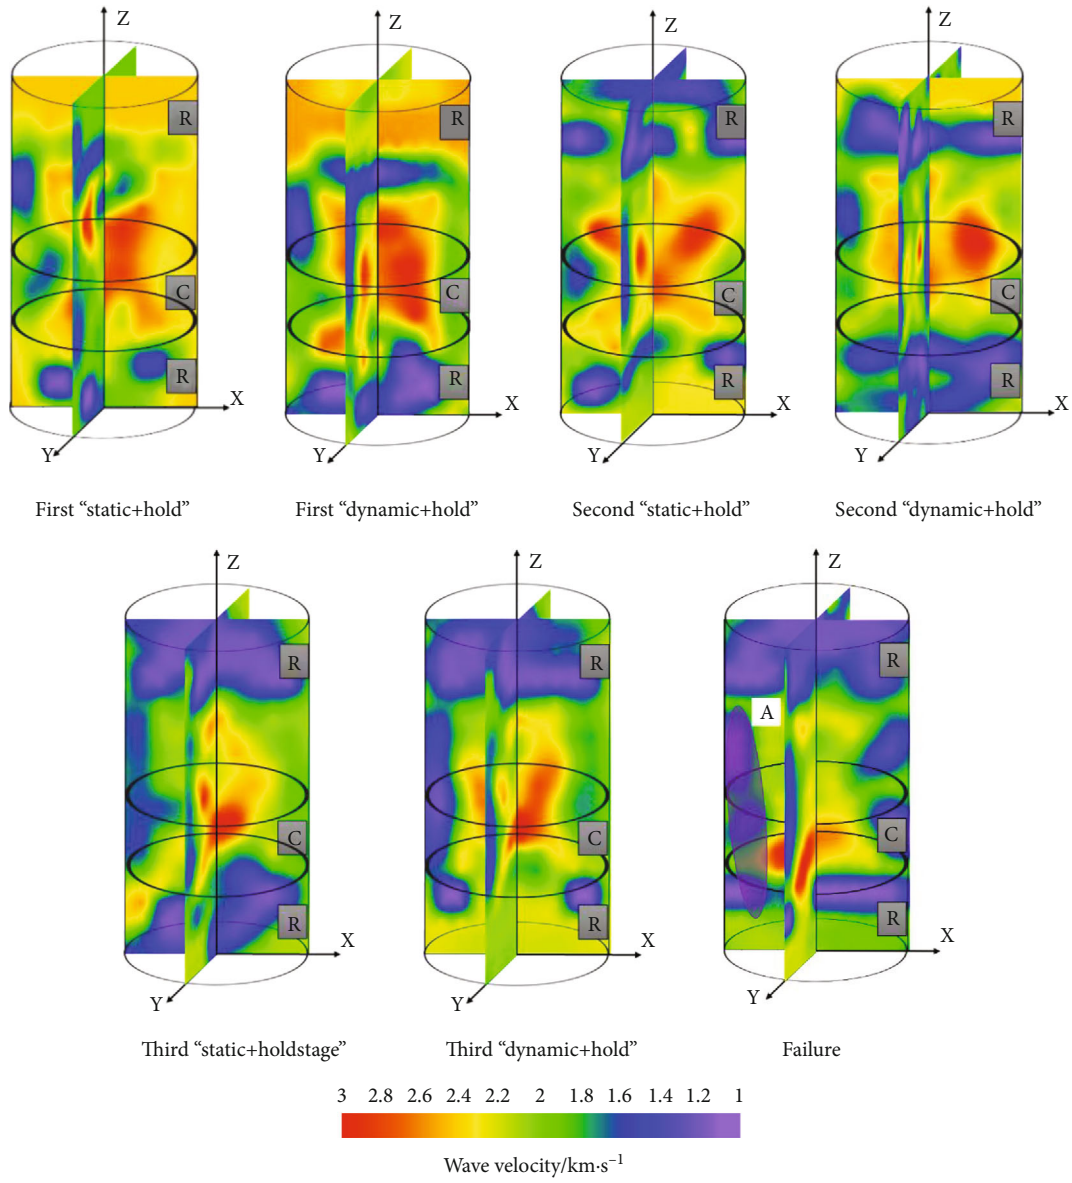 Z Z Z Z
R R R R
C C C C
R R R R
X X X X
Y Y Y Y
First “static+hold” First “dynamic+hold” Second “static+hold” Second “dynamic+hold”
Z Z Z
R R R
A
C C C
R R R
X X X
Y Y Y
Third “static+holdstage” Third “dynamic+hold” Failure
3 2.8 2.6 2.4 2.2 2 1.8 1.6 1.4 1.2 1
Wave velocity/km·s⁻¹